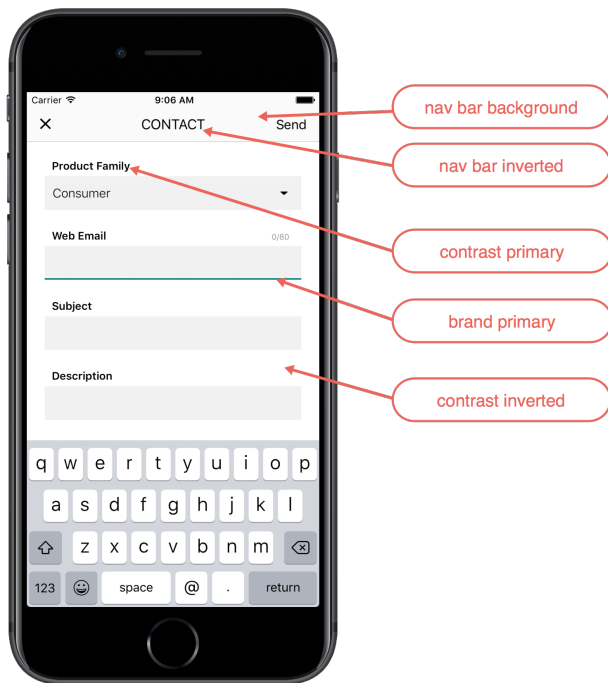 Carrier 9:06 AM
nav bar background
× CONTACT Send
nav bar inverted
Product Family
Consumer
Web Email 0/80
contrast primary
brand primary
Subject
Description
contrast inverted
q w e r t y u i o p
a s d f g h j k l
z x c v b n m
123 space @ . return